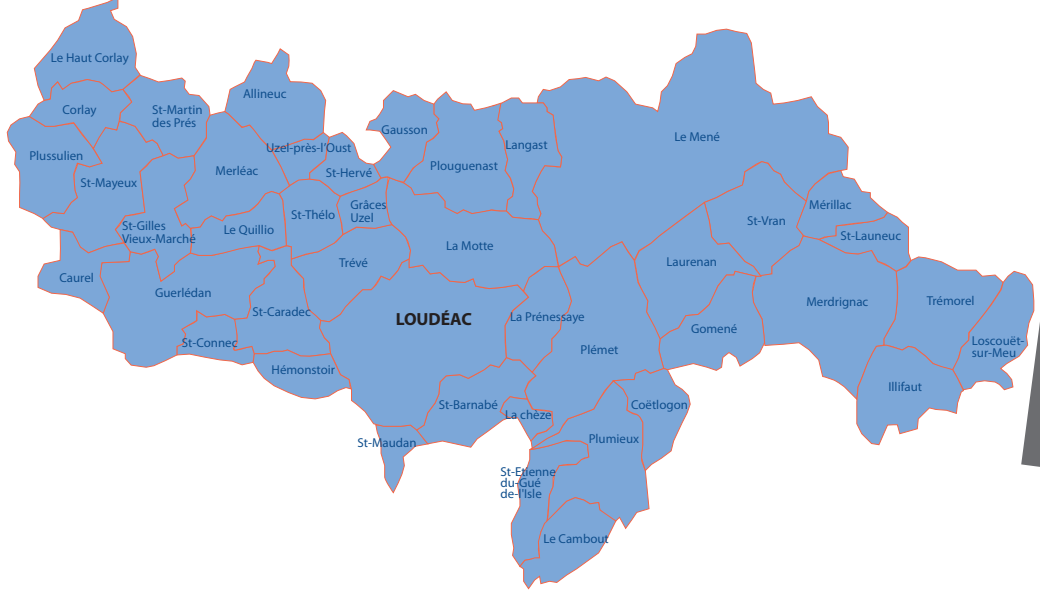 Le Haut Corlay
Corlay
St-Martin
des Prés
Allineuc
Plussulien
St-Mayeux
Merléac
Uzel-près-l'Oust
St-Hervé
Gausson
Plouguenast
Langast
Le Mené
St-Gilles
Vieux-Marché
Le Quillio
St-Thélo
Grâces
Uzel
La Motte
St-Vran
Mérillac
St-Launeuc
Caurel
Guerlédan
Trévé
Laurenan
Merdrignac
Trémorel
St-Caradec
LOUDÉAC
La Prénessaye
Plémet
Gomené
Loscouët-
sur-Meu
St-Connec
Hémonstoir
St-Barnabé
La chèze
Coëtlogon
Illifaut
St-Maudan
Plumieux
St-Etienne
du-Gué
de-l'Isle
Le Cambout